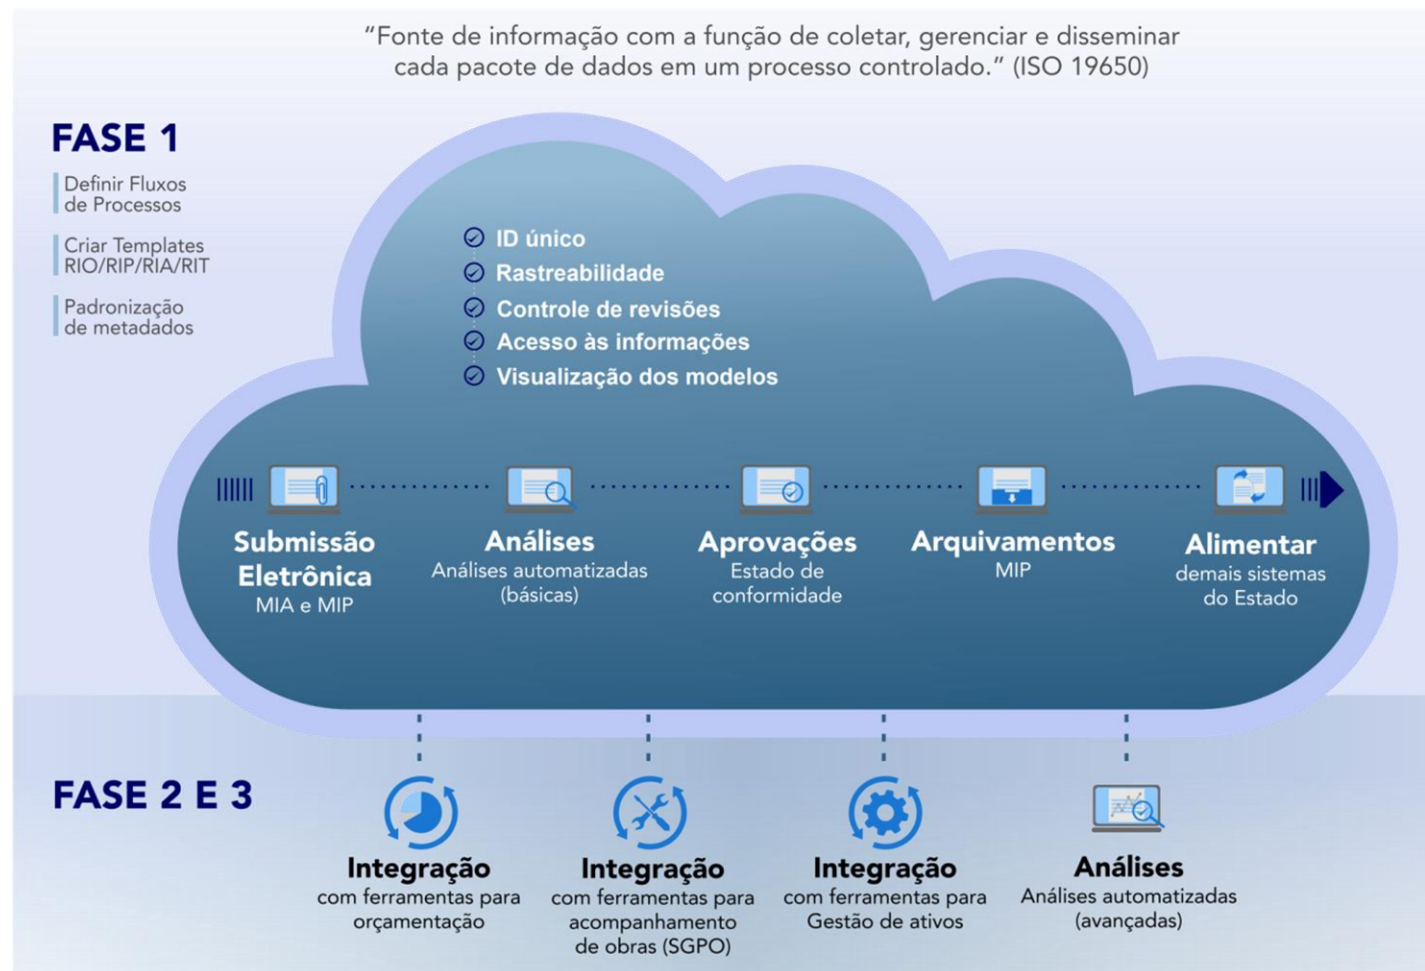 “Fonte de informação com a função de coletar, gerenciar e disseminar
cada pacote de dados em um processo controlado.” (ISO 19650)
FASE 1
Definir Fluxos
de Processos
Criar Templates
RIO/RIP/RIA/RIT
Padronização
de metadados
ID único
Rastreabilidade
Controle de revisões
Acesso às informações
Visualização dos modelos
Submissão
Eletrônica
MIA e MIP
Análises
Análises automatizadas
(básicas)
Aprovações
Estado de
conformidade
Arquivamentos
MIP
Alimentar
demais sistemas
do Estado
FASE 2 E 3
Integração
com ferramentas para
orçamentação
Integração
com ferramentas para
acompanhamento
de obras (SGPO)
Integração
com ferramentas para
Gestão de ativos
Análises
Análises automatizadas
(avançadas)